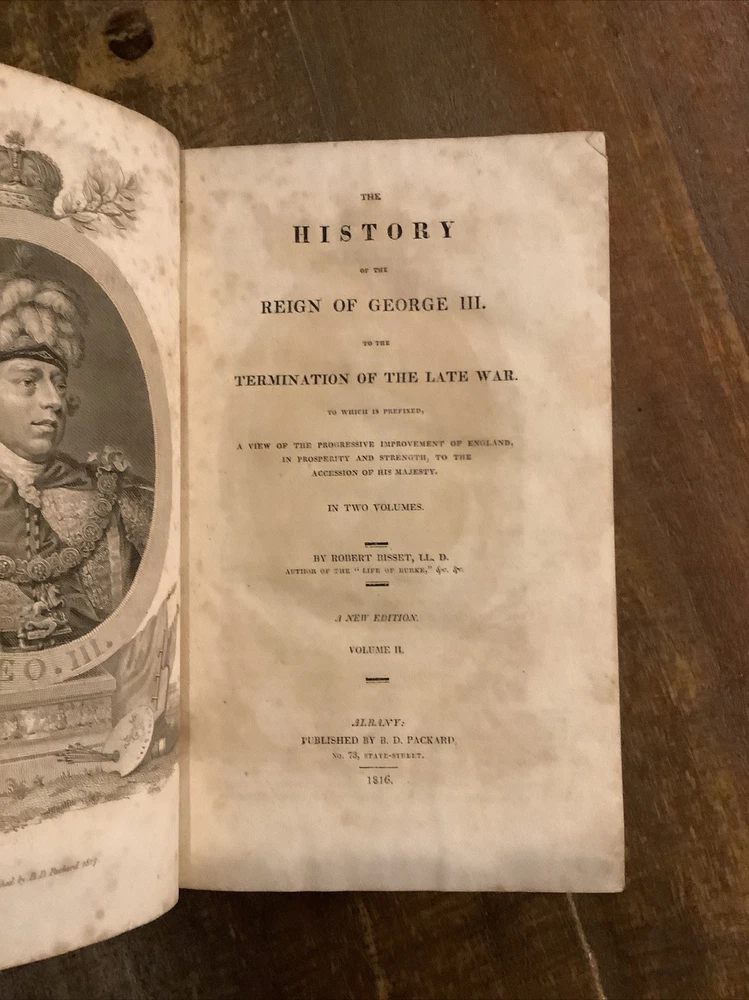 EO. III.
hed by B. D. Packard
THE
HISTORY
OF THE
REIGN OF GEORGE III.
TO THE
TERMINATION OF THE LATE WAR.
TO WHICH IS PREFIXED,
A VIEW OF THE PROGRESSIVE IMPROVEMENT OF ENGLAND,
IN PROSPERITY AND STRENGTH, TO THE
ACCESSION OF HIS MAJESTY.
IN TWO VOLUMES.
BY ROBERT BISSET, LL. D.
AUTHOR OF THE "LIFE OF BURKE," &c. &c.
A NEW EDITION.
VOLUME II.
ALBANY:
PUBLISHED BY B. D. PACKARD,
NO. 73, STATE-STREET.
1816.